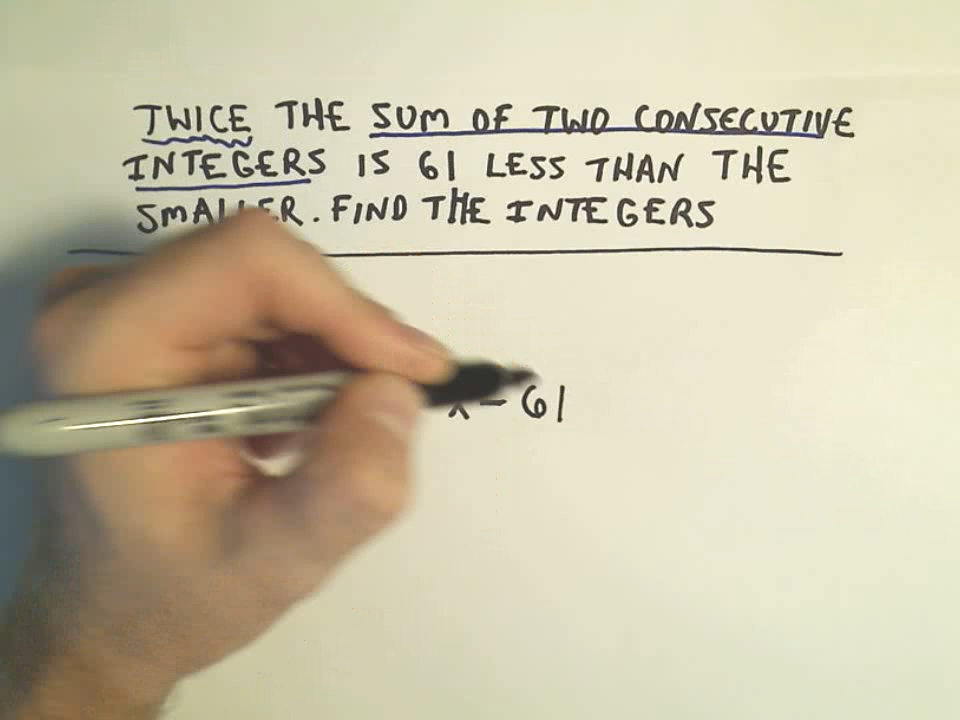 TWICE THE SUM OF TWO CONSECUTIVE
INTEGERS IS 61 LESS THAN THE
SMALLER. FIND THE INTEGERS
x - 61